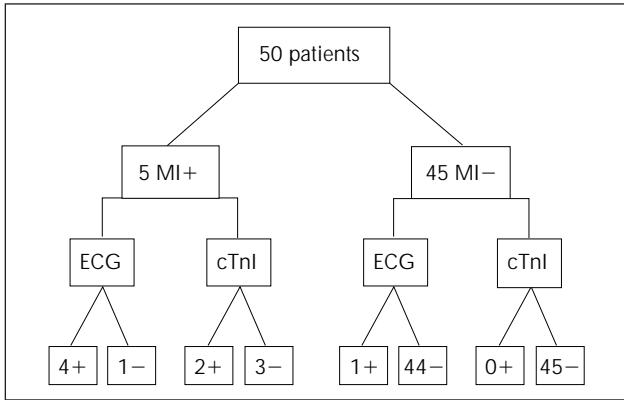 50 patients
5 MI+ 45 MI−
ECG cTnI ECG cTnI
4+ 1− 2+ 3− 1+ 44− 0+ 45−